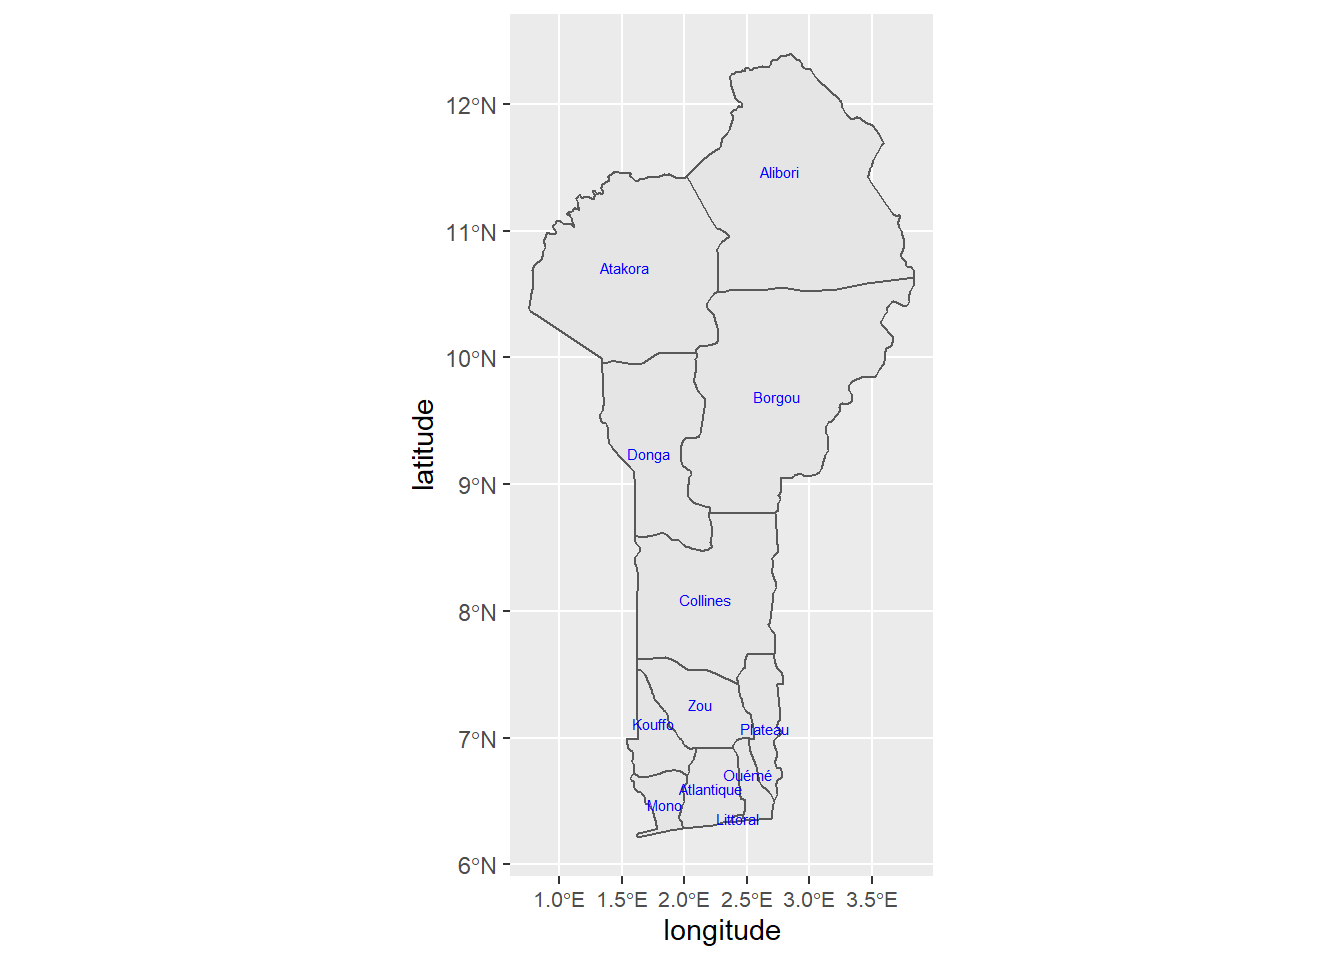 12°N
Alibori
11°N
Atakora
10°N
Borgou
Donga
9°N
latitude
Collines
8°N
Zou
Kouffo
Plateau
7°N
Ouémé
Atlantique
Mono
Littoral
6°N
1.0°E 1.5°E 2.0°E 2.5°E 3.0°E 3.5°E
longitude